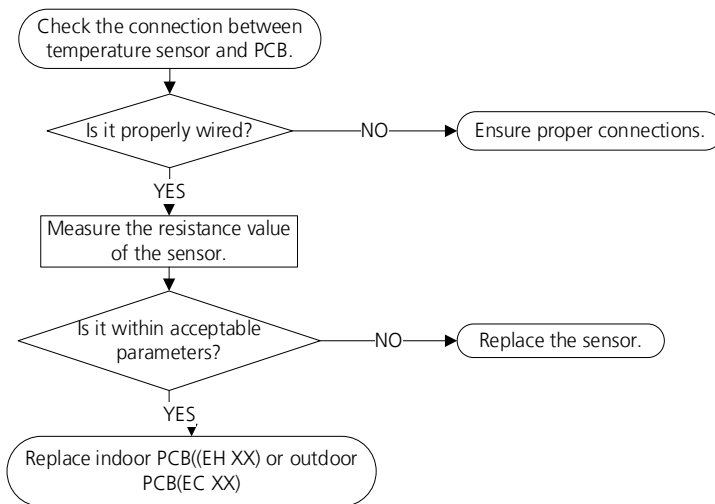 Check the connection between
temperature sensor and PCB.
Is it properly wired?
NO
Ensure proper connections.
YES
Measure the resistance value
of the sensor.
Is it within acceptable
parameters?
NO
Replace the sensor.
YES
Replace indoor PCB((EH XX) or outdoor
PCB(EC XX)